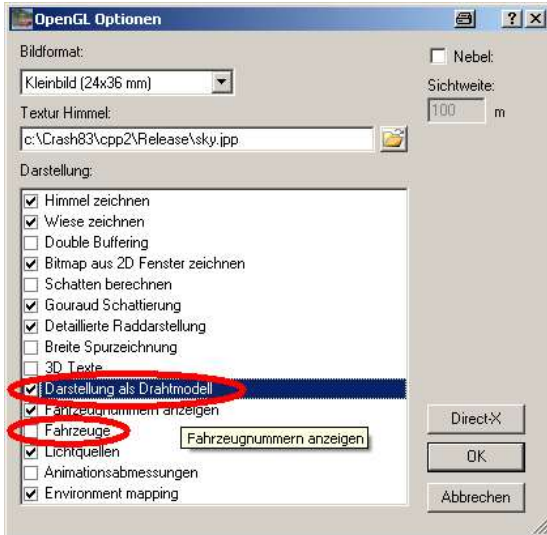 OpenGL Optionen
Bildformat:
Kleinbild (24x36 mm)
Textur Himmel:
c:\Crash83\cpp2\Release\sky.jpp
Darstellung:
Himmel zeichnen
Wiese zeichnen
Double Buffering
Bitmap aus 2D Fenster zeichnen
Schatten berechnen
Gouraud Schattierung
Detaillierte Raddarstellung
Breite Spurzeichnung
3D Texte
Darstellung als Drahtmodell
Fahrzeugnummern anzeigen
Fahrzeuge
Fahrzeugnummern anzeigen
Lichtquellen
Animationsabmessungen
Environment mapping
Nebel:
Sichtweite:
100 m
Direct-X
OK
Abbrechen